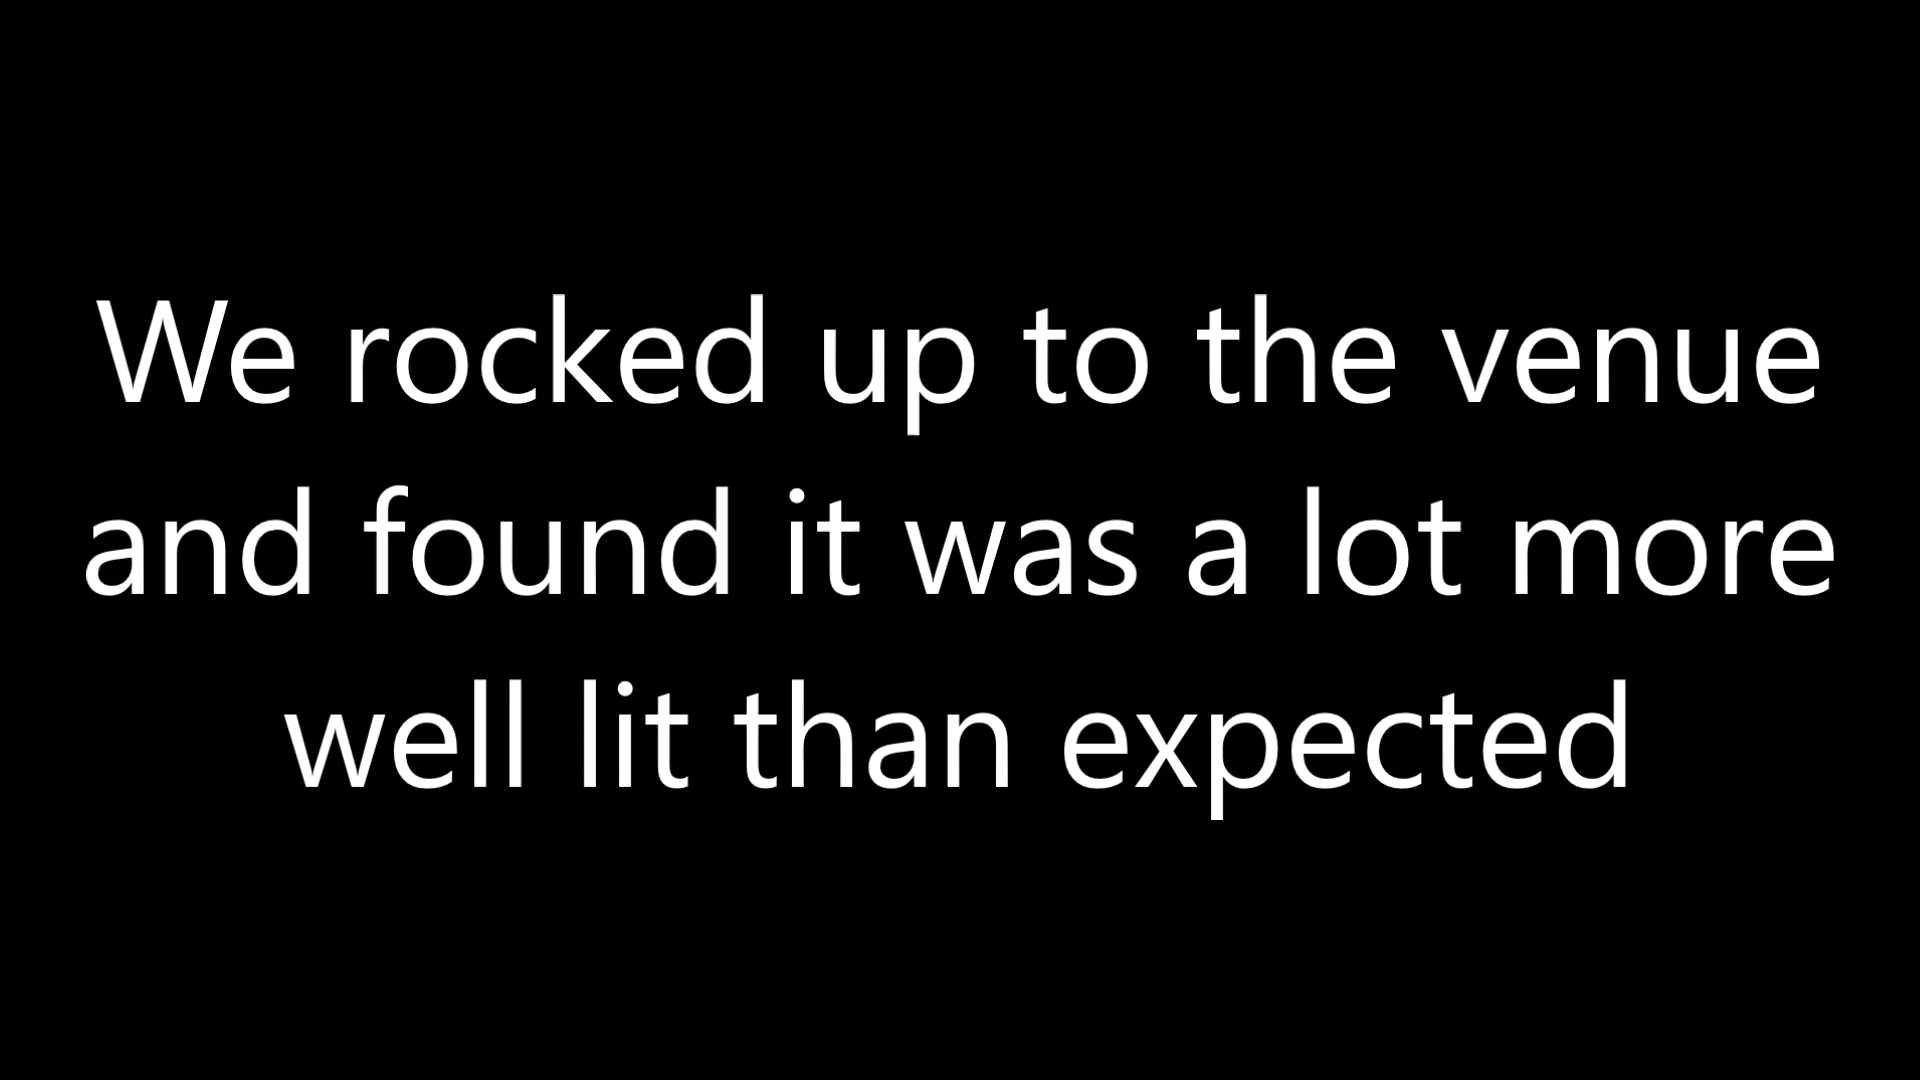 We rocked up to the venue
and found it was a lot more
well lit than expected